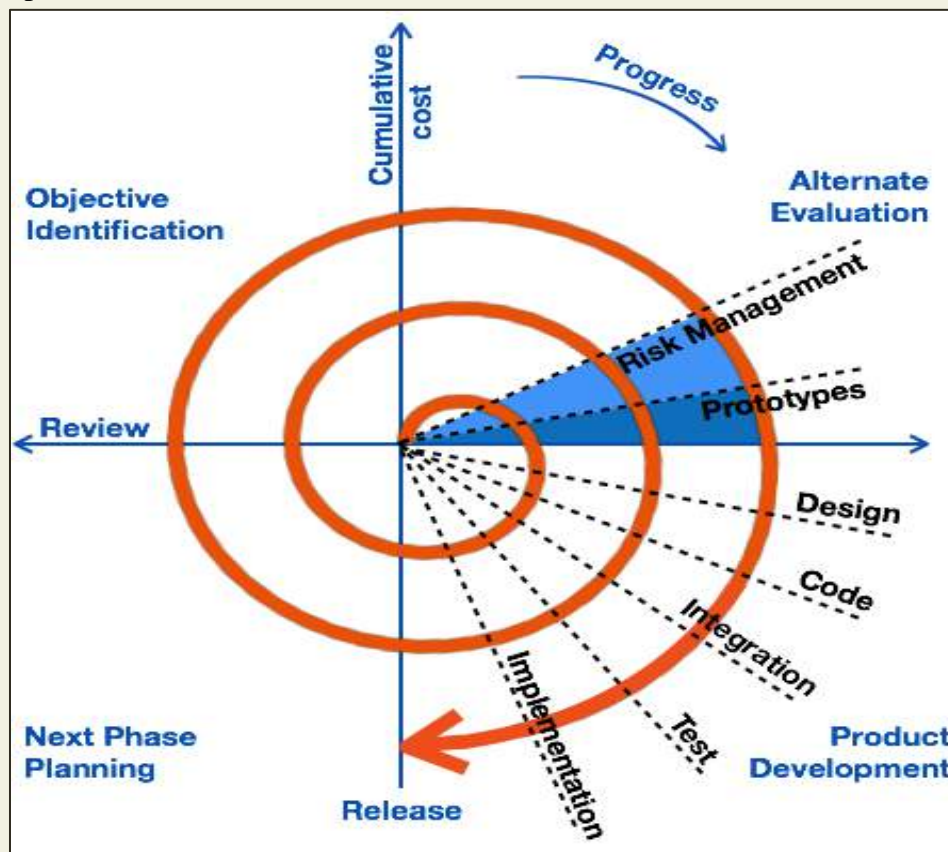 Cumulative
cost
Progress
Objective
Identification
Alternate
Evaluation
Risk Management
Prototypes
Review
Design
Code
Integration
Test
Implementation
Next Phase
Planning
Product
Development
Release